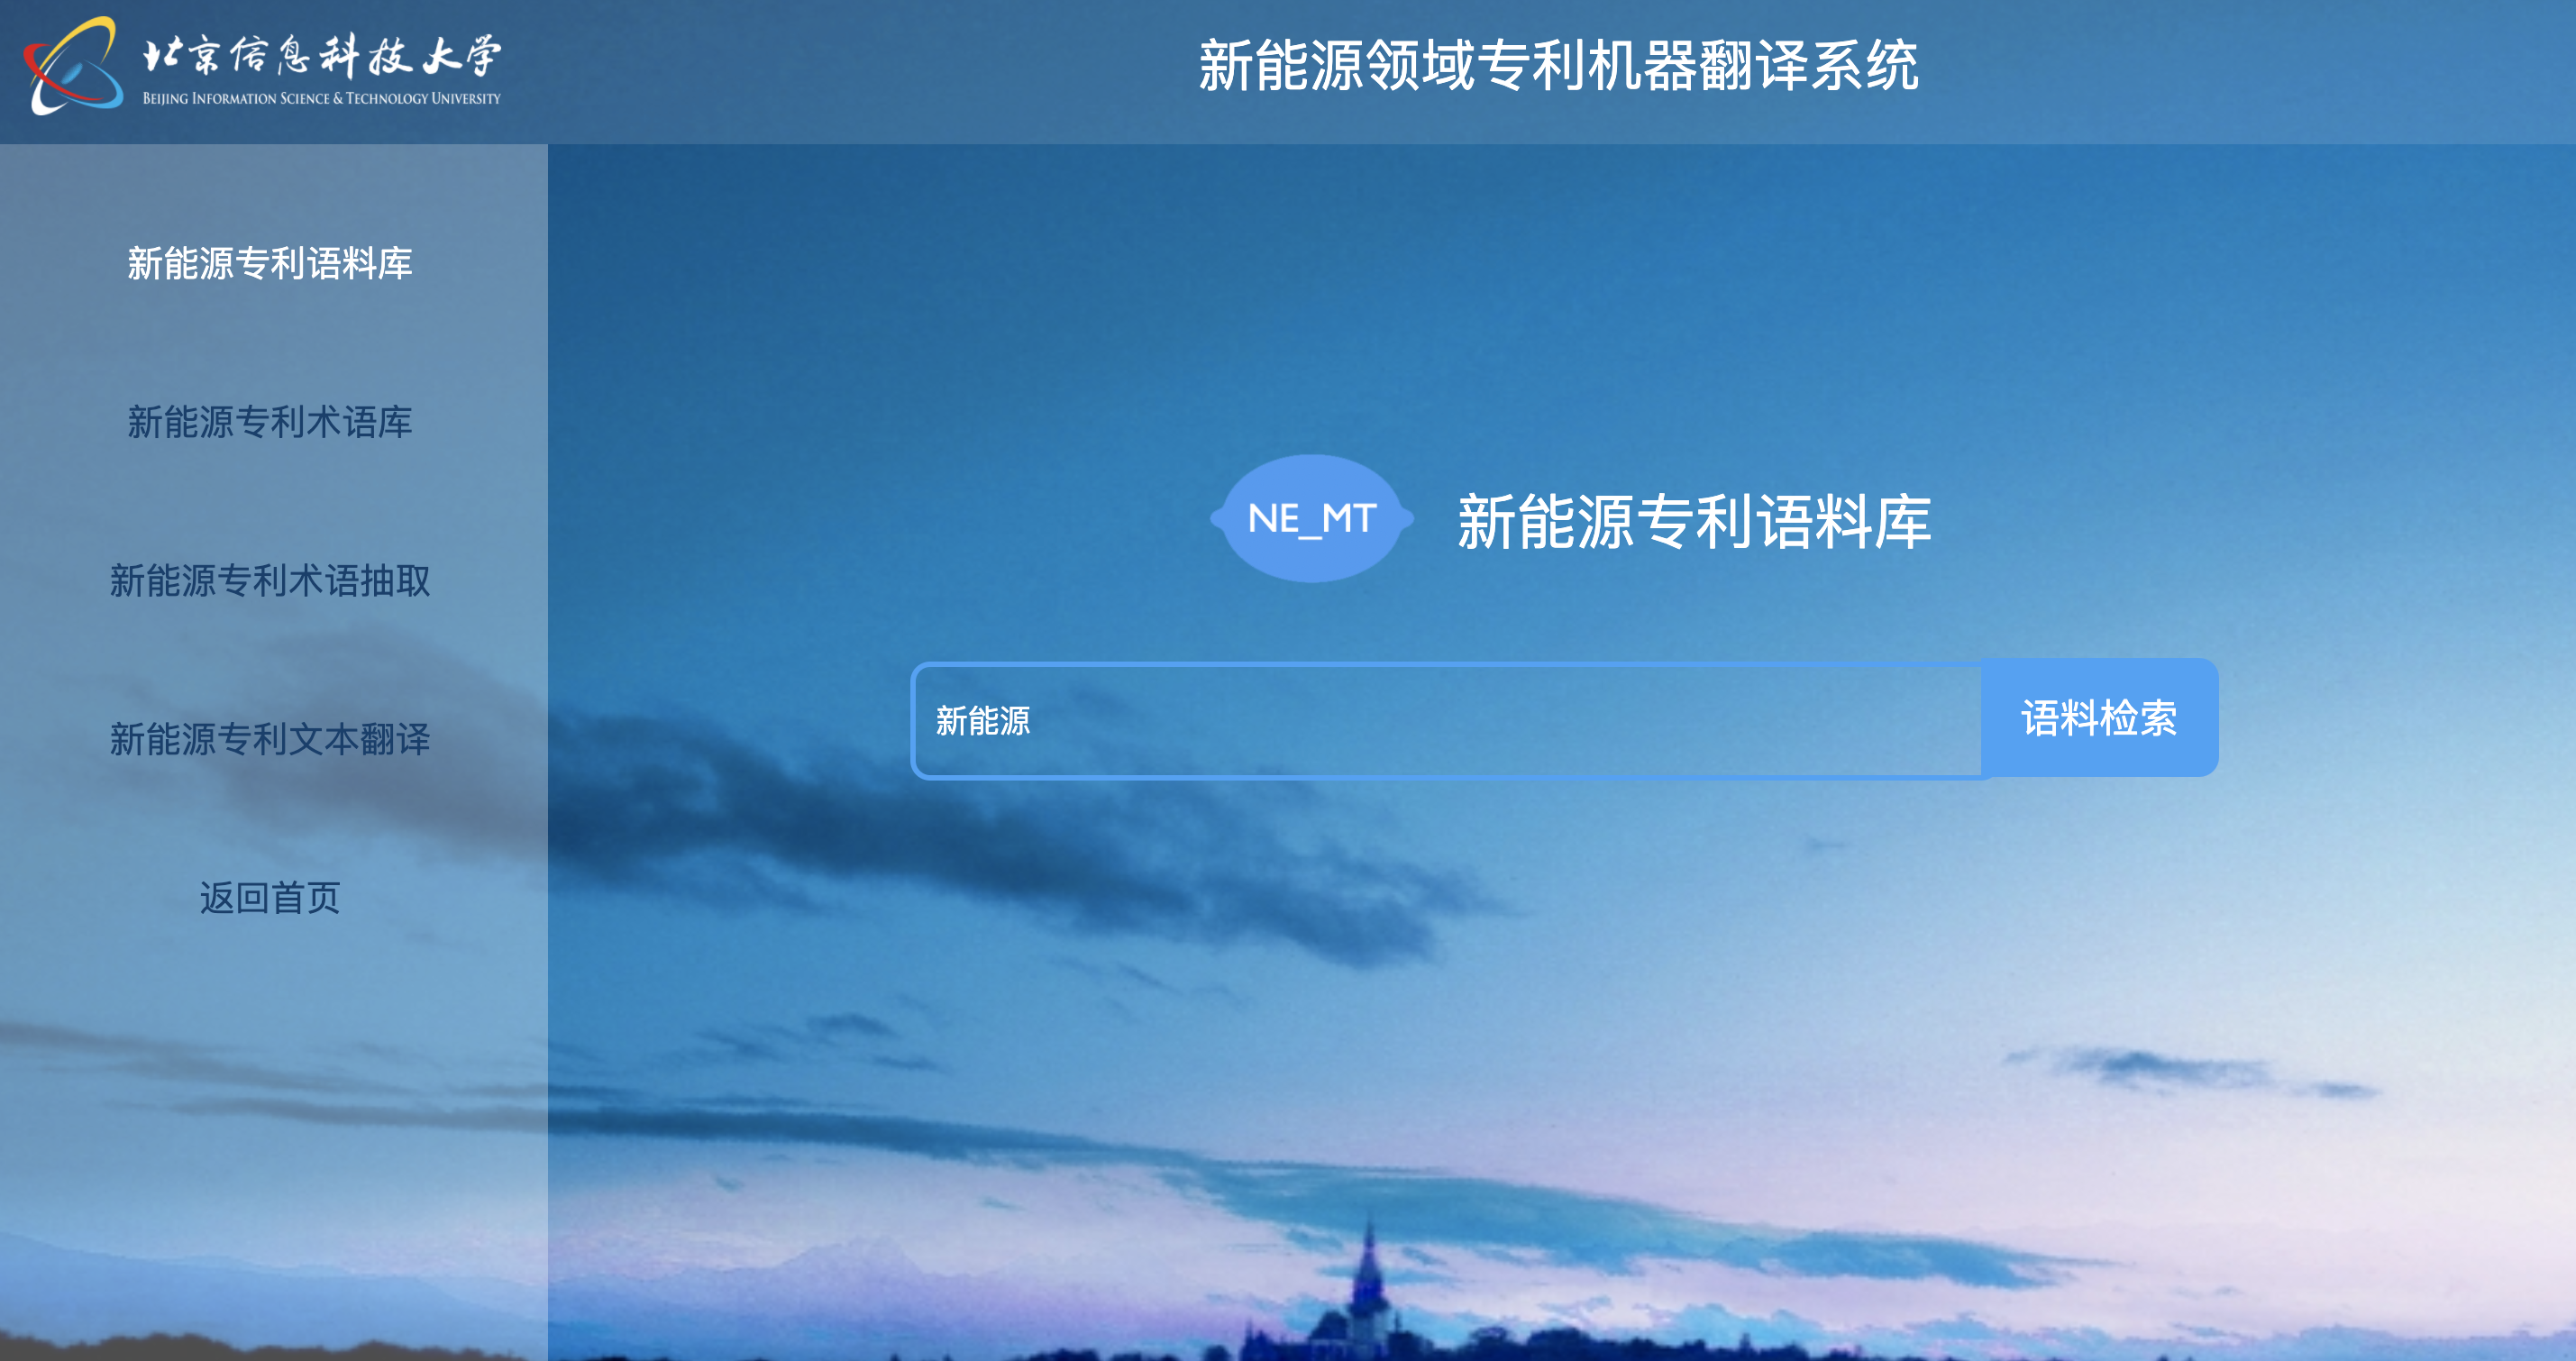 北京信息科技大学
BEIJING INFORMATION SCIENCE & TECHNOLOGY UNIVERSITY
新能源领域专利机器翻译系统
新能源专利语料库
新能源专利术语库
新能源专利术语抽取
新能源专利文本翻译
返回首页
NE_MT
新能源专利语料库
新能源
语料检索